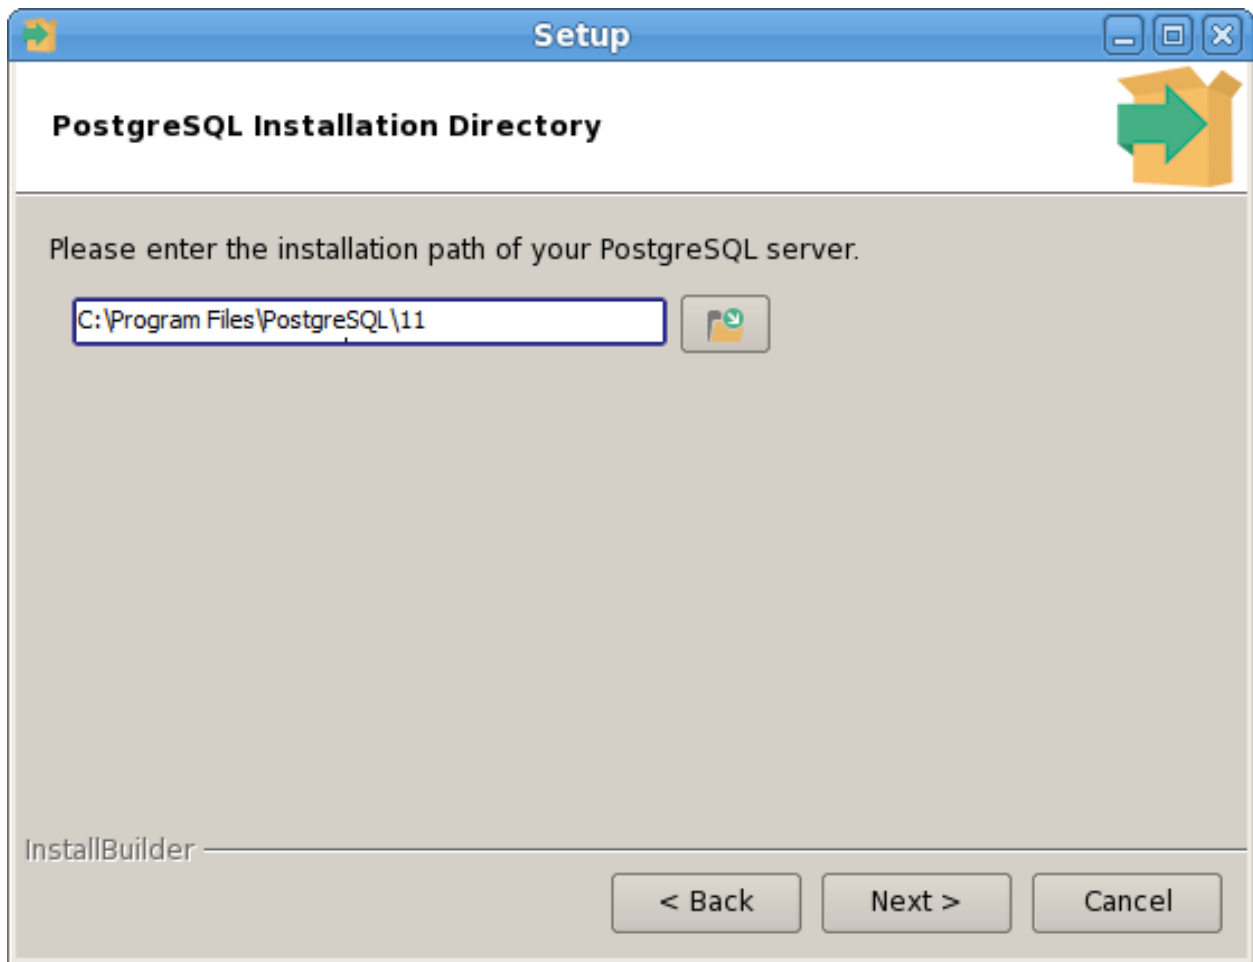 Setup
PostgreSQL Installation Directory
Please enter the installation path of your PostgreSQL server.
C:\Program Files\PostgreSQL\11
InstallBuilder
< Back
Next >
Cancel